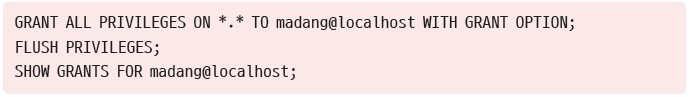 GRANT ALL PRIVILEGES ON *.* TO madang@localhost WITH GRANT OPTION;
FLUSH PRIVILEGES;
SHOW GRANTS FOR madang@localhost;